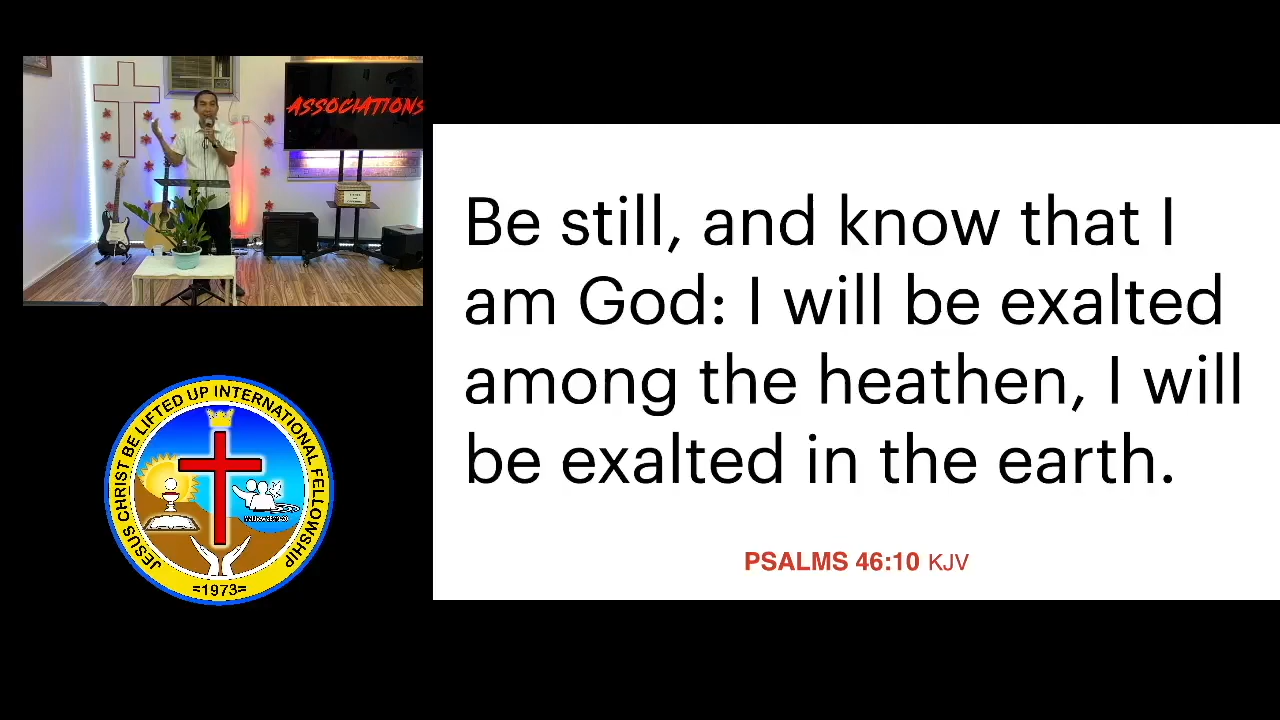 ASSOCIATIONS
Be still, and know that I
am God: I will be exalted
among the heathen, I will
be exalted in the earth.
PSALMS 46:10 KJV
JESUS CHRIST BE LIFTED UP INTERNATIONAL FELLOWSHIP
=1973=